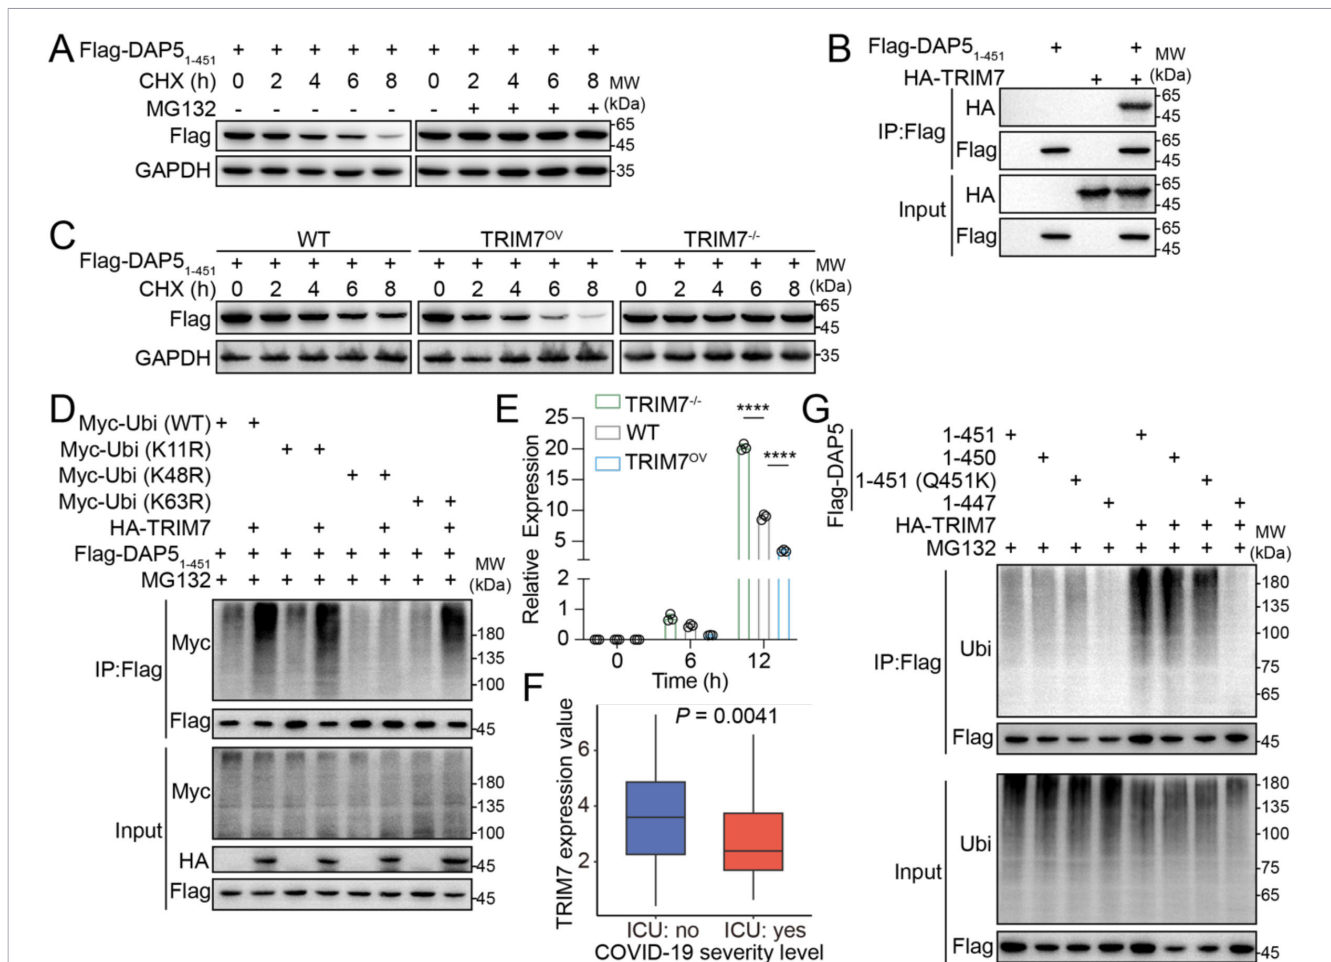 A
Flag-DAP5₁₋₄₅₁ + + + + + + + + + +
CHX (h) 0 2 4 6 8 0 2 4 6 8 MW
MG132 - - - - - - + + + + (kDa)
Flag 65
45
GAPDH 35
B
Flag-DAP5₁₋₄₅₁ + + MW
HA-TRIM7 + + (kDa)
IP:Flag
HA 65
45
Flag 65
45
Input
HA 65
45
Flag 65
45
C
WT TRIM7ᴼⱽ TRIM7⁻/⁻
Flag-DAP5₁₋₄₅₁ + + + + + + + + + + + + + + + MW
CHX (h) 0 2 4 6 8 0 2 4 6 8 0 2 4 6 8 (kDa)
Flag 65
45
GAPDH 35
D
Myc-Ubi (WT) + +
Myc-Ubi (K11R) + +
Myc-Ubi (K48R) + +
Myc-Ubi (K63R) + +
HA-TRIM7 + + + +
Flag-DAP5₁₋₄₅₁ + + + + + + + + MW
MG132 + + + + + + + + (kDa)
IP:Flag
Myc 180
135
100
Flag 45
Input
Myc 180
135
100
HA 45
Flag 45
E
TRIM7⁻/⁻
WT
TRIM7ᴼⱽ
**** ****
Relative Expression
25
20
15
10
5
2
1
0
0 6 12
Time (h)
F
P = 0.0041
TRIM7 expression value
6
4
2
ICU: no ICU: yes
COVID-19 severity level
G
Flag-DAP5
1-451 + +
1-450 + +
1-451 (Q451K) + +
1-447 + +
HA-TRIM7 + + + + MW
MG132 + + + + + + + + (kDa)
IP:Flag
Ubi 180
135
100
75
65
Flag 45
Input
Ubi 180
135
100
75
65
Flag 45